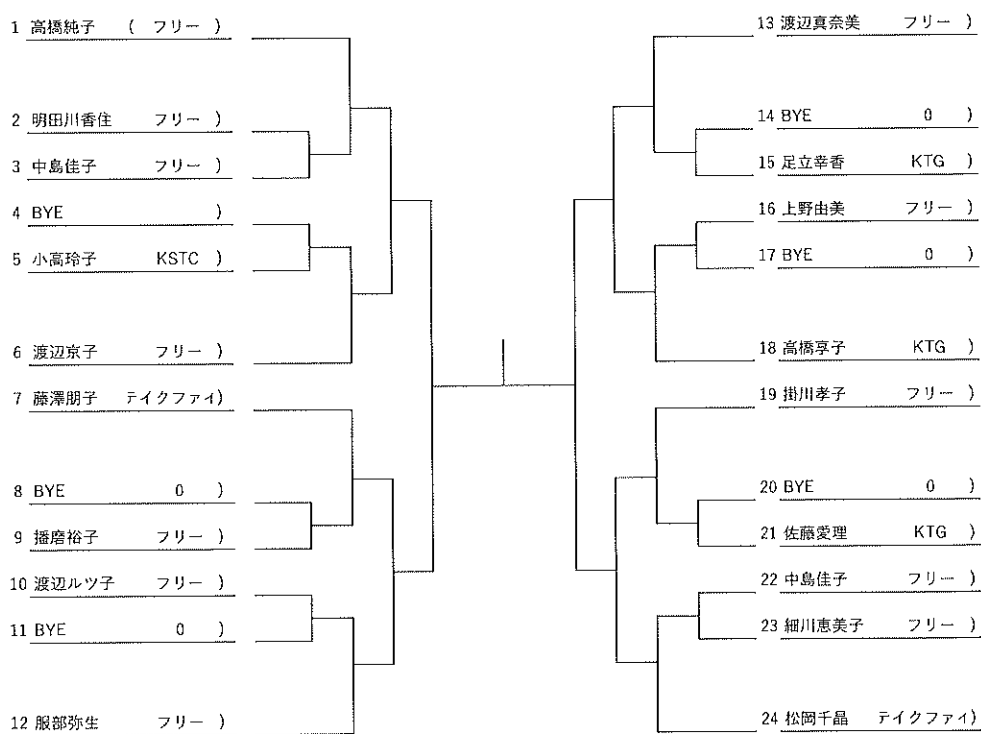 1 高橋純子 ( フリー )
2 明田川香住 フリー )
3 中島佳子 フリー )
4 BYE )
5 小高玲子 KSTC )
6 渡辺京子 フリー )
7 藤澤朋子 テイクファィ)
8 BYE 0 )
9 播磨裕子 フリー )
10 渡辺ルツ子 フリー )
11 BYE 0 )
12 服部弥生 フリー )
13 渡辺真奈美 フリー )
14 BYE 0 )
15 足立幸香 KTG )
16 上野由美 フリー )
17 BYE 0 )
18 高橋享子 KTG )
19 掛川孝子 フリー )
20 BYE 0 )
21 佐藤愛理 KTG )
22 中島佳子 フリー )
23 細川恵美子 フリー )
24 松岡千晶 テイクファィ)